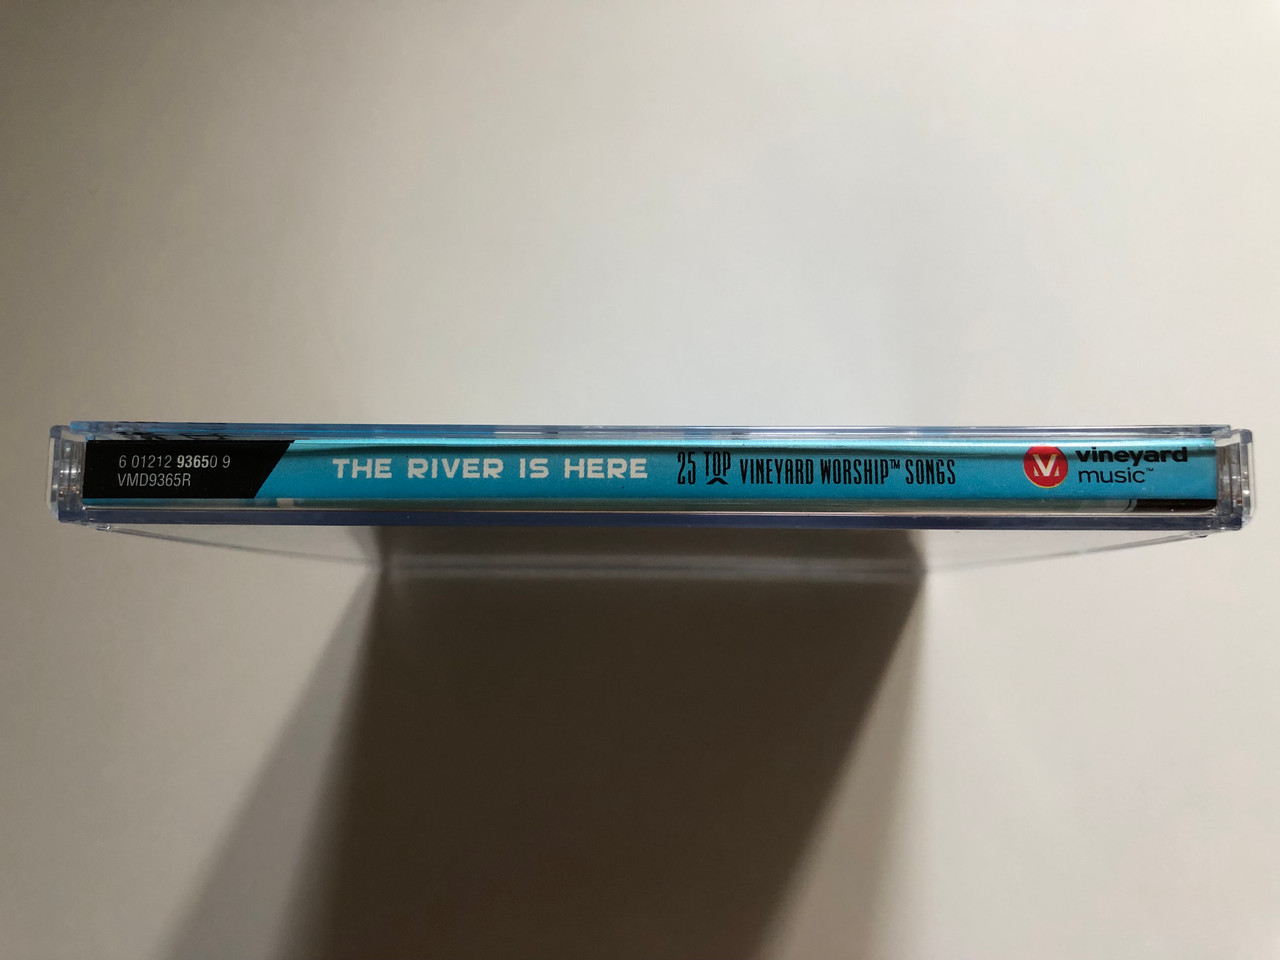 6 01212 93650 9
VMD9365R
THE RIVER IS HERE
25 TOP VINEYARD WORSHIP™ SONGS
vineyard
music™